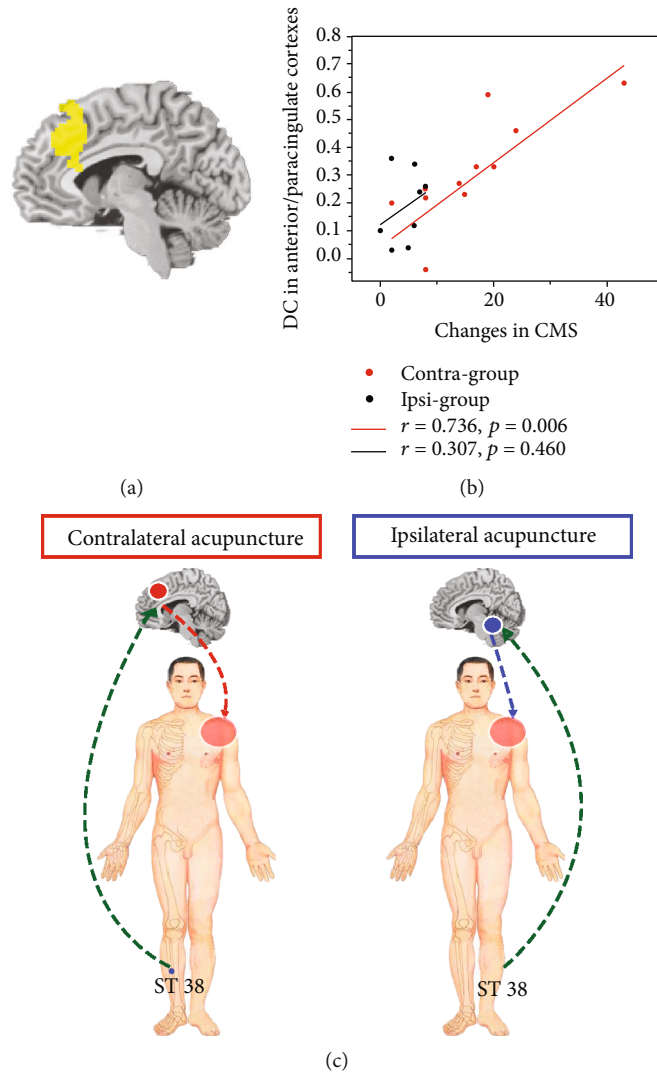 DC in anterior/paracingulate cortexes
0.8
0.7
0.6
0.5
0.4
0.3
0.2
0.1
0.0
0
20
40
Changes in CMS
Contra-group
Ipsi-group
r = 0.736, p = 0.006
r = 0.307, p = 0.460
(a)
(b)
Contralateral acupuncture
Ipsilateral acupuncture
ST 38
ST 38
(c)